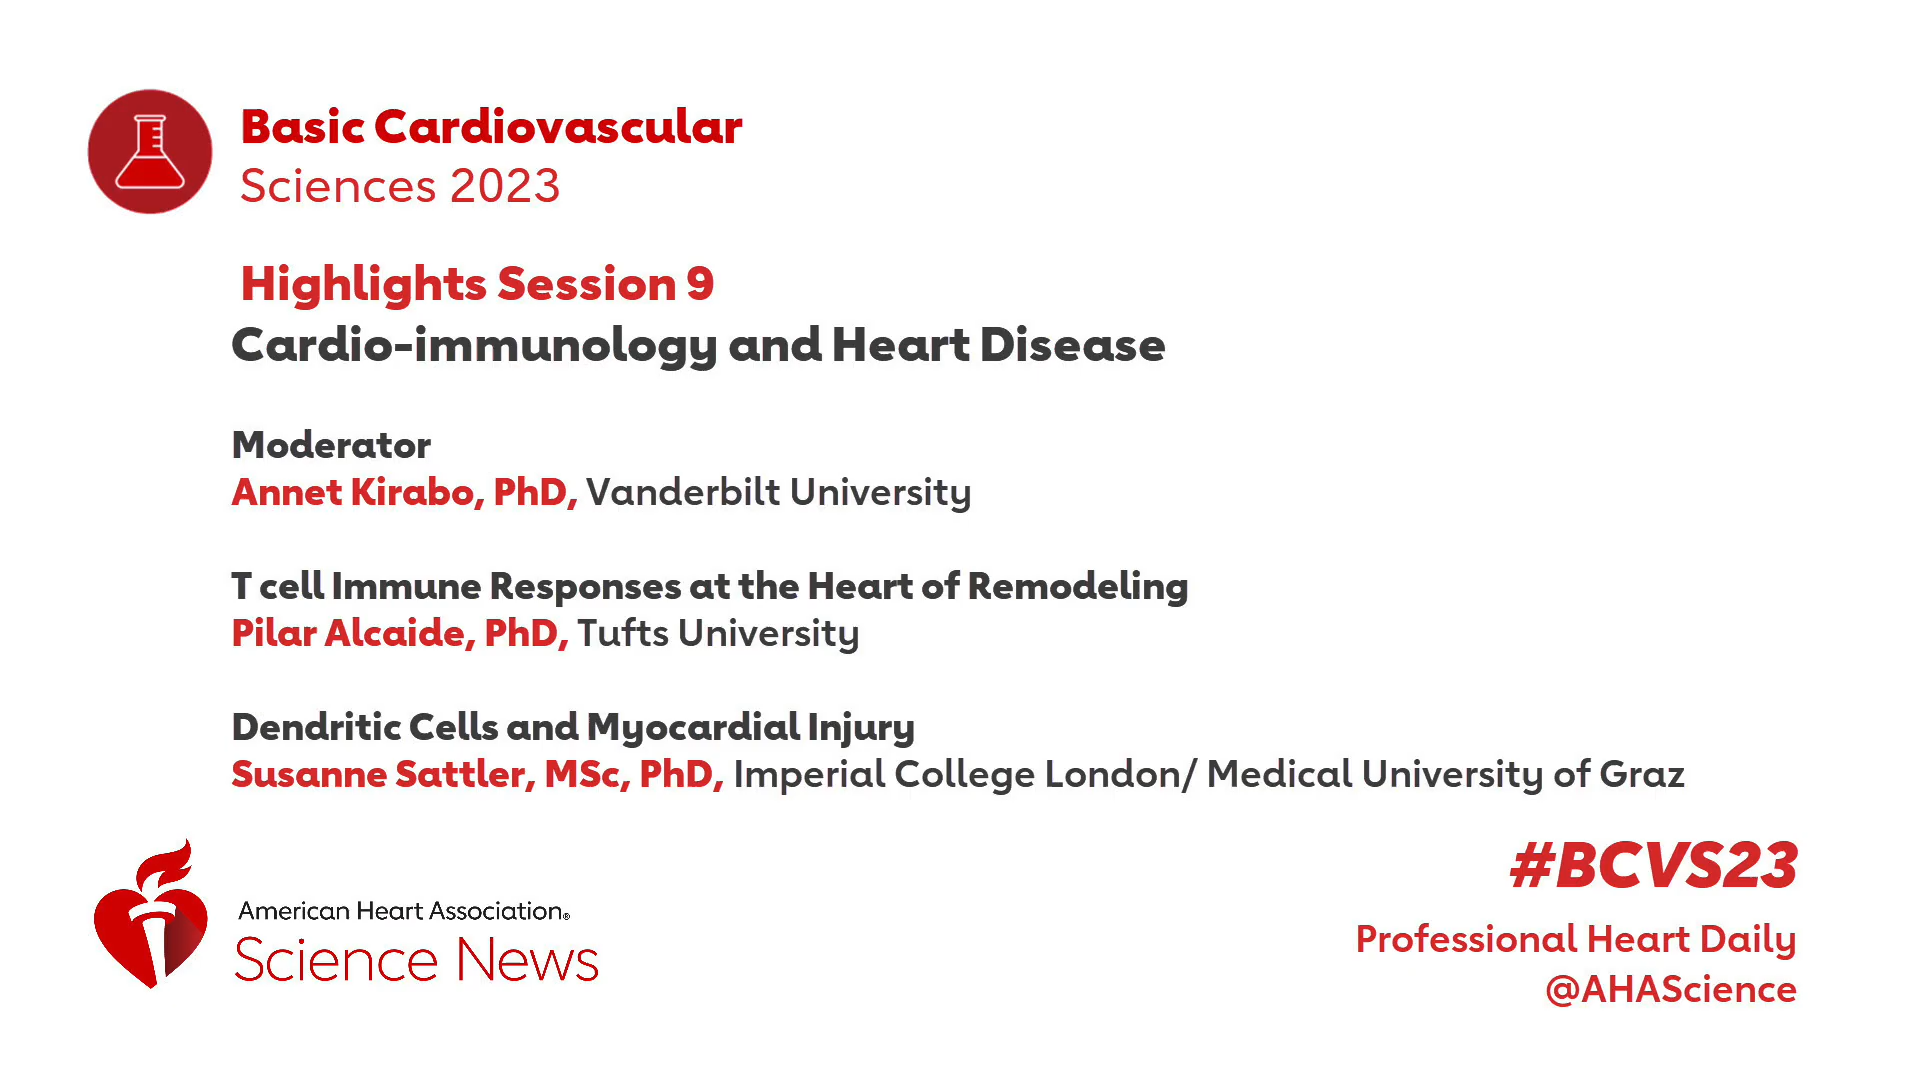 Basic Cardiovascular
Sciences 2023
Highlights Session 9
Cardio-immunology and Heart Disease
Moderator
Annet Kirabo, PhD, Vanderbilt University
T cell Immune Responses at the Heart of Remodeling
Pilar Alcaide, PhD, Tufts University
Dendritic Cells and Myocardial Injury
Susanne Sattler, MSc, PhD, Imperial College London/ Medical University of Graz
American Heart Association®
Science News
#BCVS23
Professional Heart Daily
@AHAScience